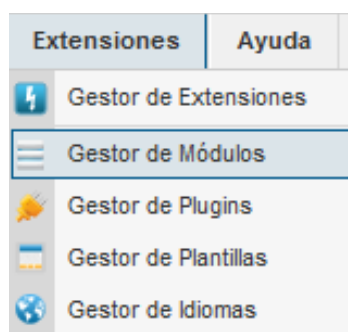 Extensiones Ayuda
Gestor de Extensiones
Gestor de Módulos
Gestor de Plugins
Gestor de Plantillas
Gestor de Idiomas